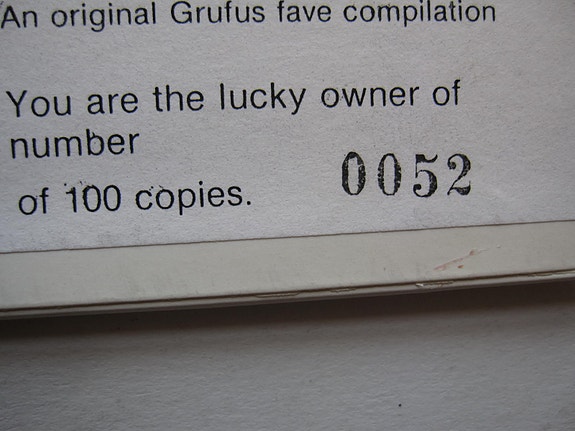 An original Grufus fave compilation
You are the lucky owner of
number
0052
of 100 copies.